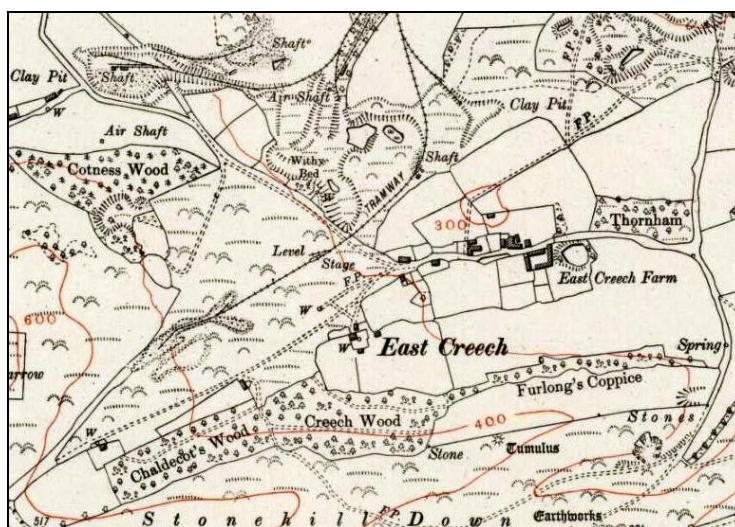 Shaft
Shaft
Clay Pit
W
Air Shaft
Air Shaft
Clay Pit
F.P.
F.P.
Cotness Wood
Withy
Bed
W
Shaft
TRAMWAY
300
Thornham
Level
Stage
F.P.
East Creech Farm
600
W
East Creech
W
Spring
arrow
Furlong's Coppice
Creech Wood
400
Stones
W
Chaldecot's Wood
Stone
Tumulus
F.P.
517
Stonehill Down
Earthworks